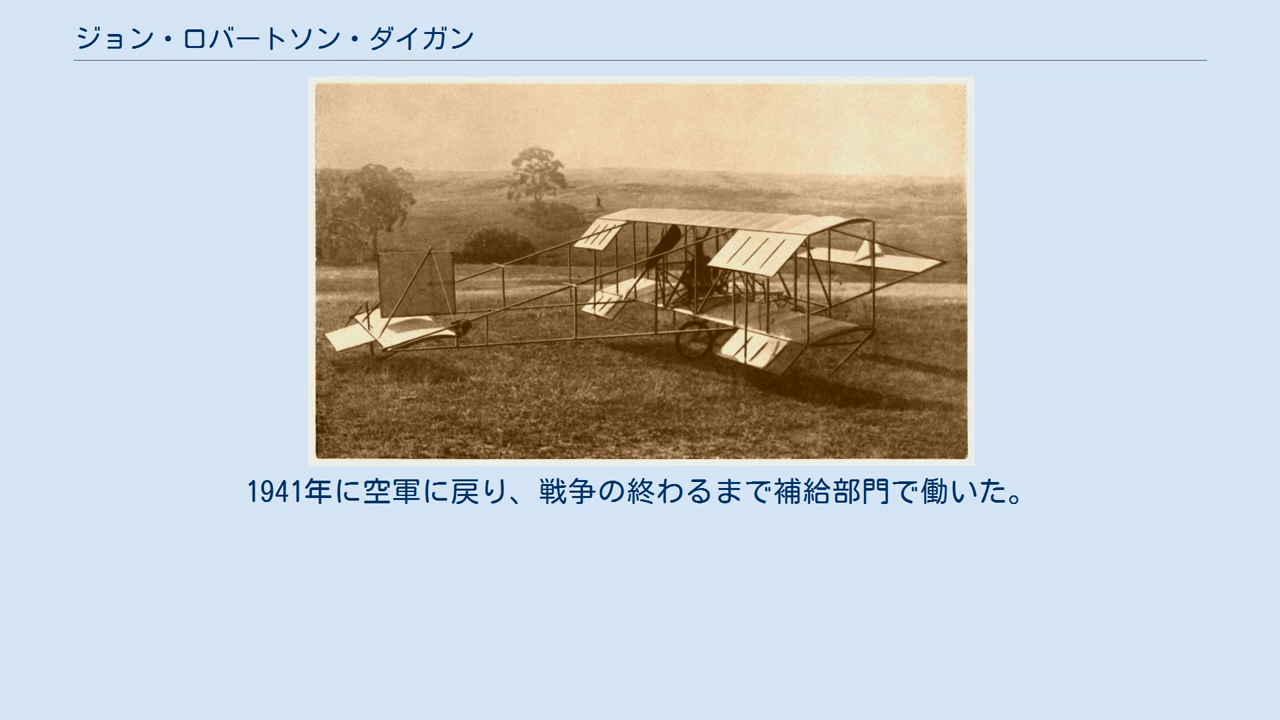 ジョン・ロバートソン・ダイガン
1941年に空軍に戻り、戦争の終わるまで補給部門で働いた。